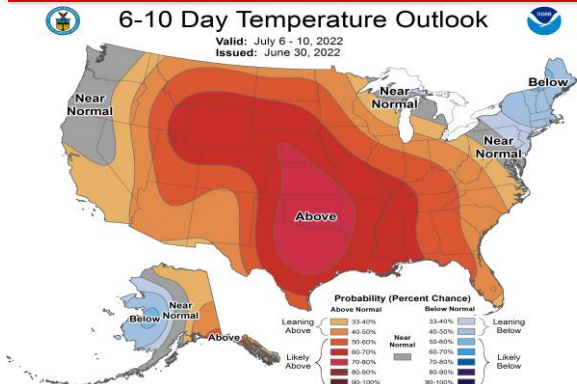 6-10 Day Temperature Outlook
Valid: July 6 - 10, 2022
Issued: June 30, 2022
NOAA
Near
Normal
Near
Normal
Below
Near
Normal
Above
Below
Near
Normal
Above
Probability (Percent Chance)
Above Normal Below Normal
Leaning
Above
33-40%
40-50%
Likely
Above
50-60%
60-70%
70-80%
80-90%
90-100%
Near
Normal
33-40%
40-50%
Leaning
Below
50-60%
60-70%
70-80%
80-90%
90-100%
Likely
Below